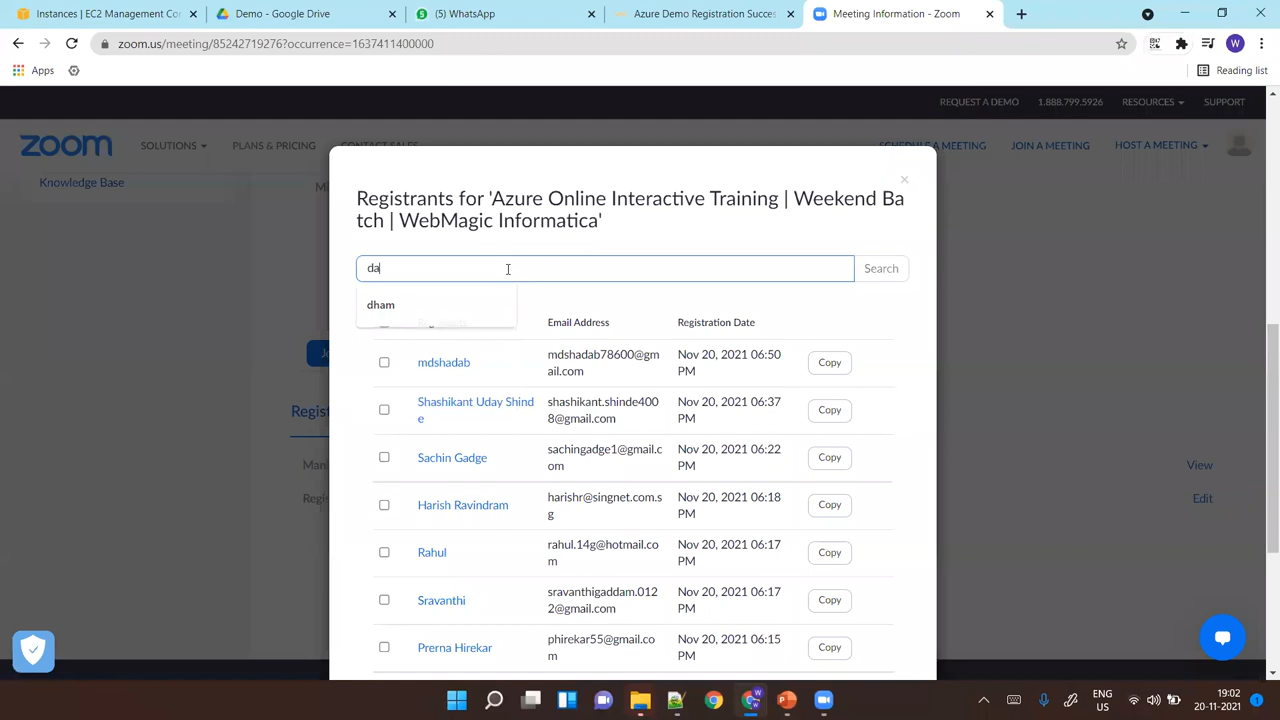 Instances | EC2 Management Co
Demo - Google Drive
(5) WhatsApp
Azure Demo Registration Succes
Meeting Information - Zoom
zoom.us/meeting/85242719276?occurrence=1637411400000
W
Apps
Reading list
REQUEST A DEMO 1.888.799.5926 RESOURCES SUPPORT
zoom SOLUTIONS PLANS & PRICING CONTACT SALES SCHEDULE A MEETING JOIN A MEETING HOST A MEETING
Knowledge Base
Registrants for 'Azure Online Interactive Training | Weekend Ba
tch | WebMagic Informatica'
da
Search
dham
Registrants Email Address Registration Date
mdshadab mdshadab78600@gm
ail.com Nov 20, 2021 06:50
PM Copy
Shashikant Uday Shind
e shashikant.shinde400
8@gmail.com Nov 20, 2021 06:37
PM Copy
Sachin Gadge sachingadge1@gmail.c
om Nov 20, 2021 06:22
PM Copy
Harish Ravindram harishr@singnet.com.s
g Nov 20, 2021 06:18
PM Copy
Rahul rahul.14g@hotmail.co
m Nov 20, 2021 06:17
PM Copy
Sravanthi sravanthigaddam.012
2@gmail.com Nov 20, 2021 06:17
PM Copy
Prerna Hirekar phirekar55@gmail.co
m Nov 20, 2021 06:15
PM Copy
Regist
View
Edit
ENG
US
19:02
20-11-2021